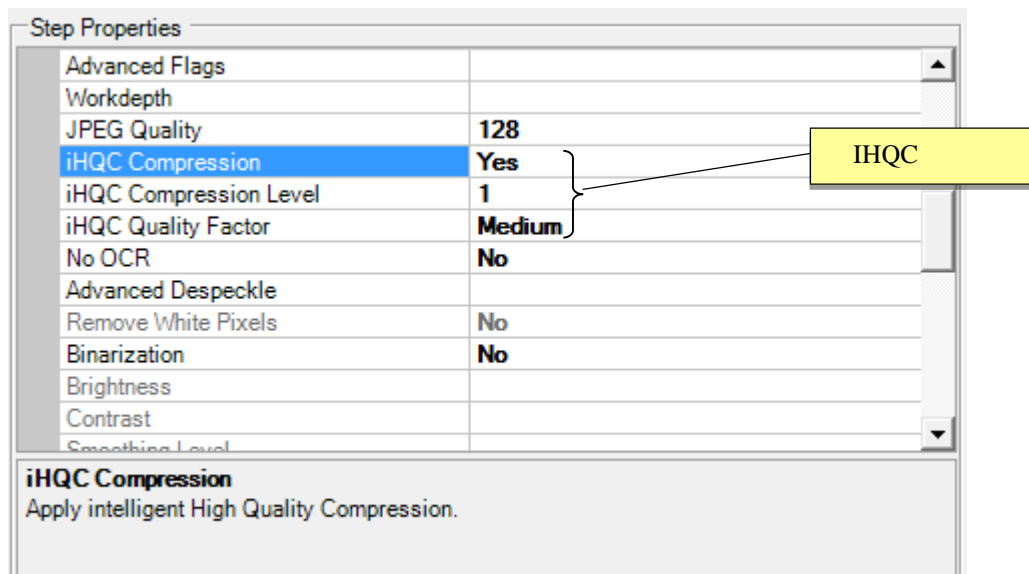 Step Properties
Advanced Flags
Workdepth
JPEG Quality 128
iHQC Compression Yes
iHQC Compression Level 1
iHQC Quality Factor Medium
No OCR No
Advanced Despeckle
Remove White Pixels No
Binarization No
Brightness
Contrast
Smoothing Level
IHQC
iHQC Compression
Apply intelligent High Quality Compression.